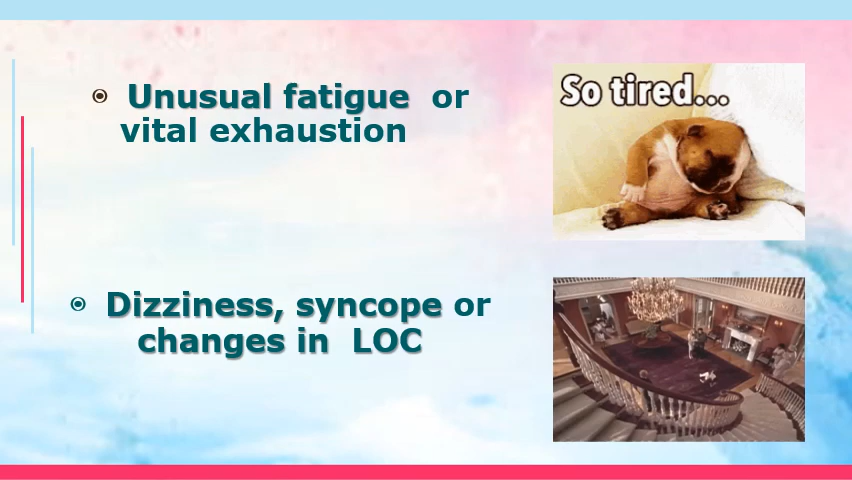 Unusual fatigue or
vital exhaustion
So tired...
Dizziness, syncope or
changes in LOC